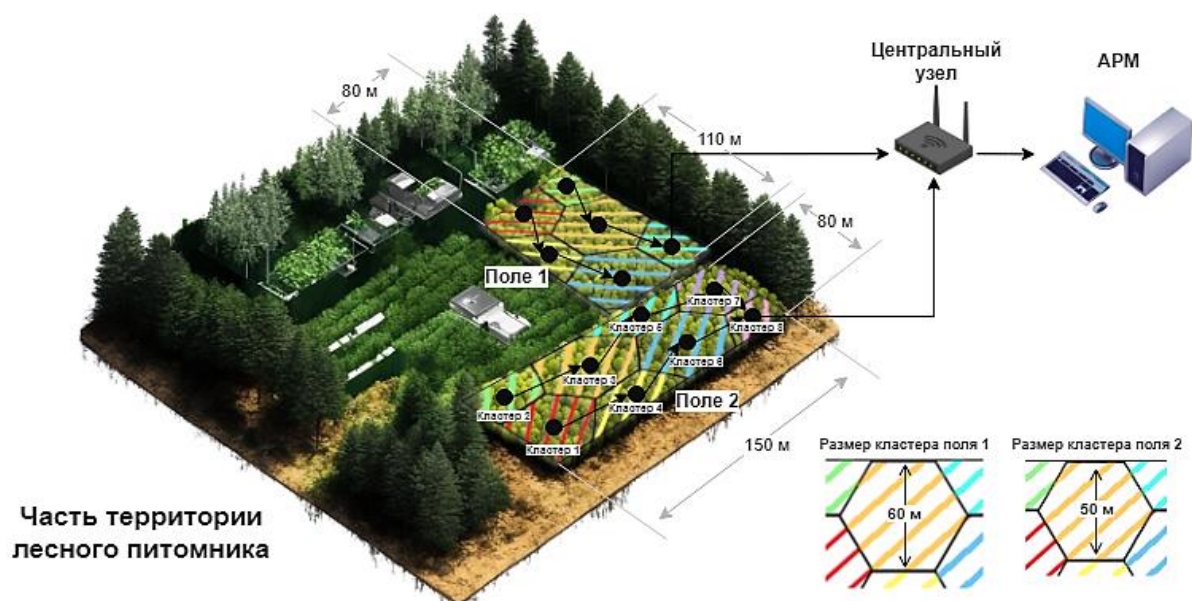 80 м
Центральный
узел
АРМ
110 м
80 м
Поле 1
Кластер 7
Кластер 5
Кластер 8
Кластер 6
Кластер 3
Кластер 2
Кластер 4
Поле 2
Кластер 1
150 м
Размер кластера поля 1
Размер кластера поля 2
60 м
50 м
Часть территории
лесного питомника